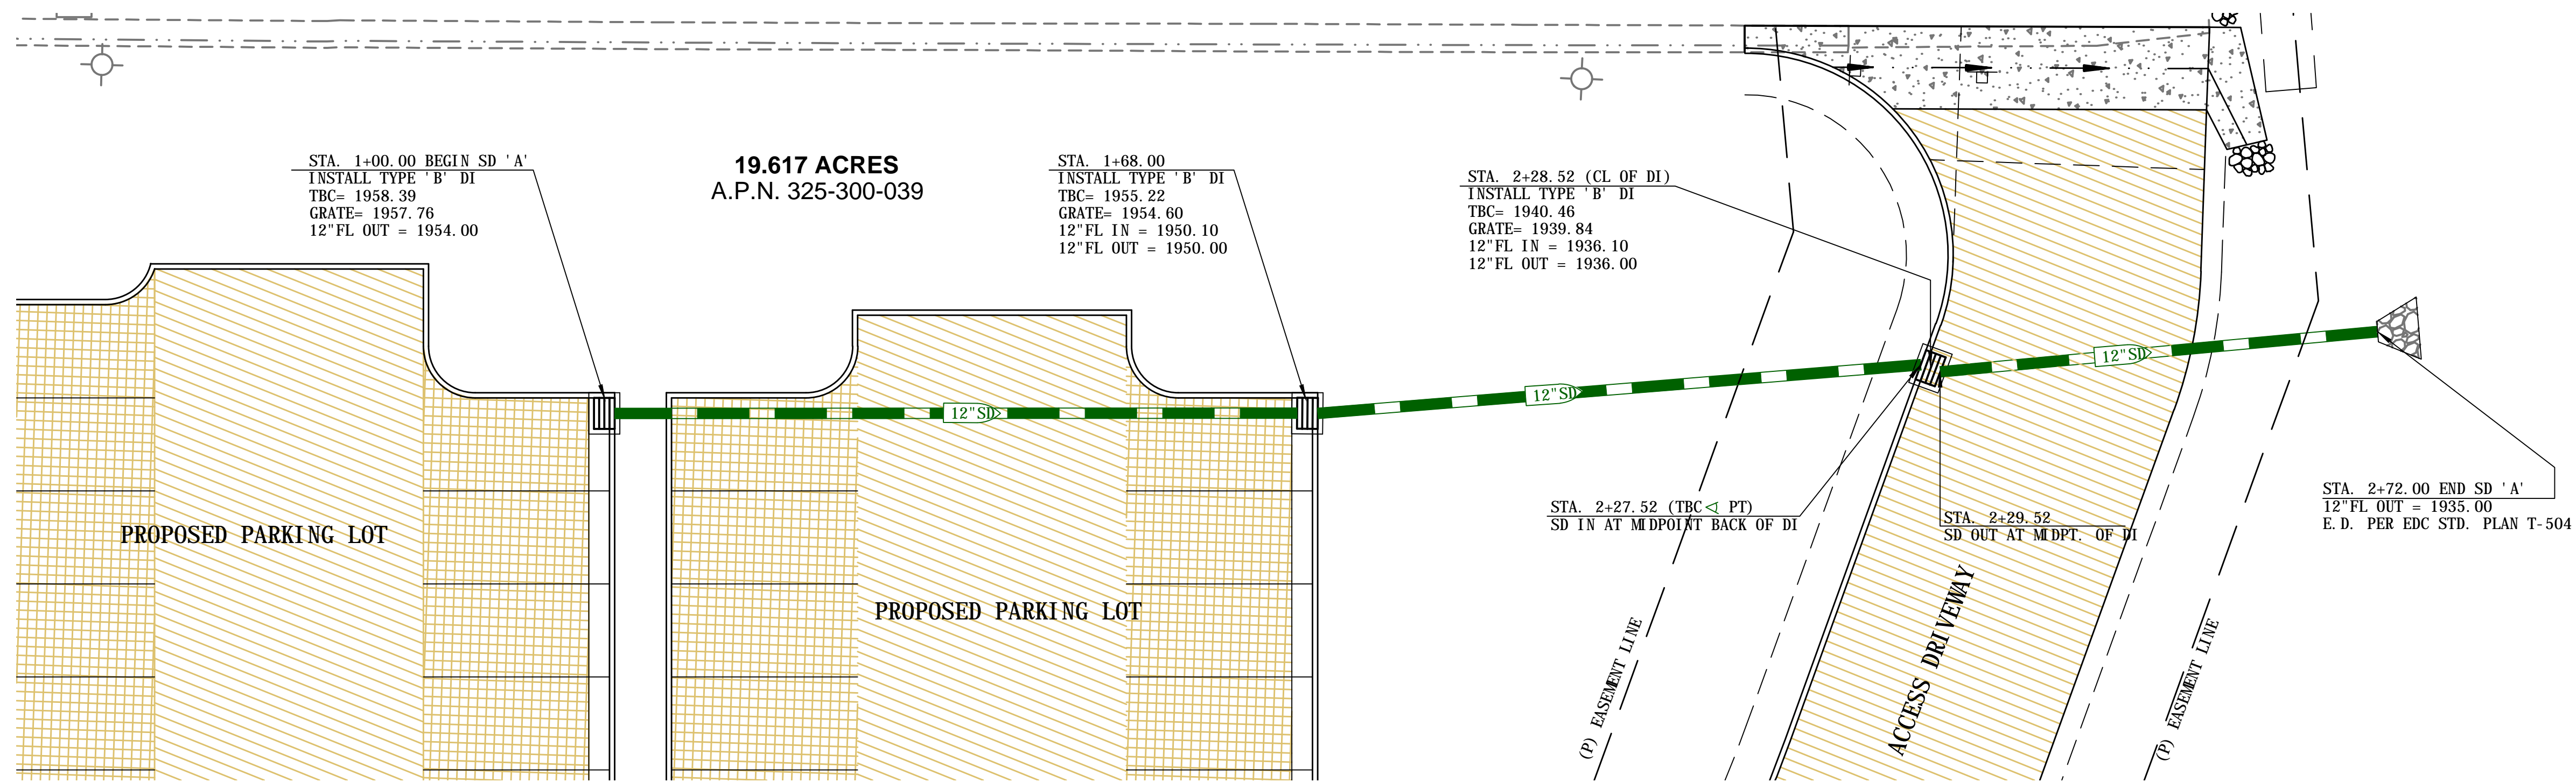 STA. 1+00.00 BEGIN SD 'A'
INSTALL TYPE 'B' DI
TBC= 1958.39
GRATE= 1957.76
12"FL OUT = 1954.00
19.617 ACRES
A.P.N. 325-300-039
STA. 1+68.00
INSTALL TYPE 'B' DI
TBC= 1955.22
GRATE= 1954.60
12"FL IN = 1950.10
12"FL OUT = 1950.00
STA. 2+28.52 (CL OF DI)
INSTALL TYPE 'B' DI
TBC= 1940.46
GRATE= 1939.84
12"FL IN = 1936.10
12"FL OUT = 1936.00
12"SD
12"SD
12"SD
STA. 2+27.52 (TBC ⊲ PT)
SD IN AT MIDPOINT BACK OF DI
STA. 2+29.52
SD OUT AT MIDPT. OF DI
STA. 2+72.00 END SD 'A'
12"FL OUT = 1935.00
E.D. PER EDC STD. PLAN T-504
PROPOSED PARKING LOT
PROPOSED PARKING LOT
(P) EASEMENT LINE
ACCESS DRIVEWAY
(P) EASEMENT LINE